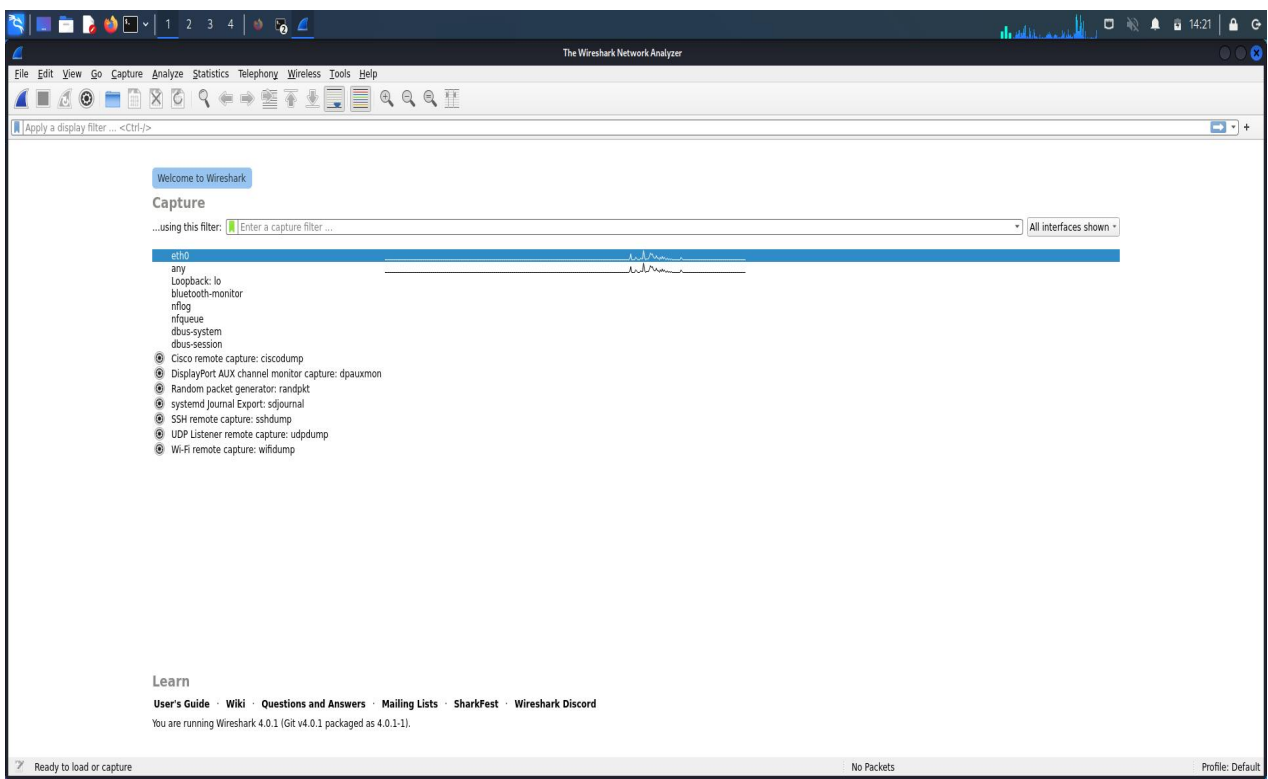 1 2 3 4 14:21
The Wireshark Network Analyzer
File Edit View Go Capture Analyze Statistics Telephony Wireless Tools Help
Apply a display filter ... <Ctrl-/> +
Welcome to Wireshark
Capture
...using this filter: Enter a capture filter ... All interfaces shown
eth0
any
Loopback: lo
bluetooth-monitor
nflog
nfqueue
dbus-system
dbus-session
Cisco remote capture: ciscodump
DisplayPort AUX channel monitor capture: dpauxmon
Random packet generator: randpkt
systemd Journal Export: sdjournal
SSH remote capture: sshdump
UDP Listener remote capture: udpdump
Wi-Fi remote capture: wifidump
Learn
User's Guide · Wiki · Questions and Answers · Mailing Lists · SharkFest · Wireshark Discord
You are running Wireshark 4.0.1 (Git v4.0.1 packaged as 4.0.1-1).
Ready to load or capture No Packets Profile: Default